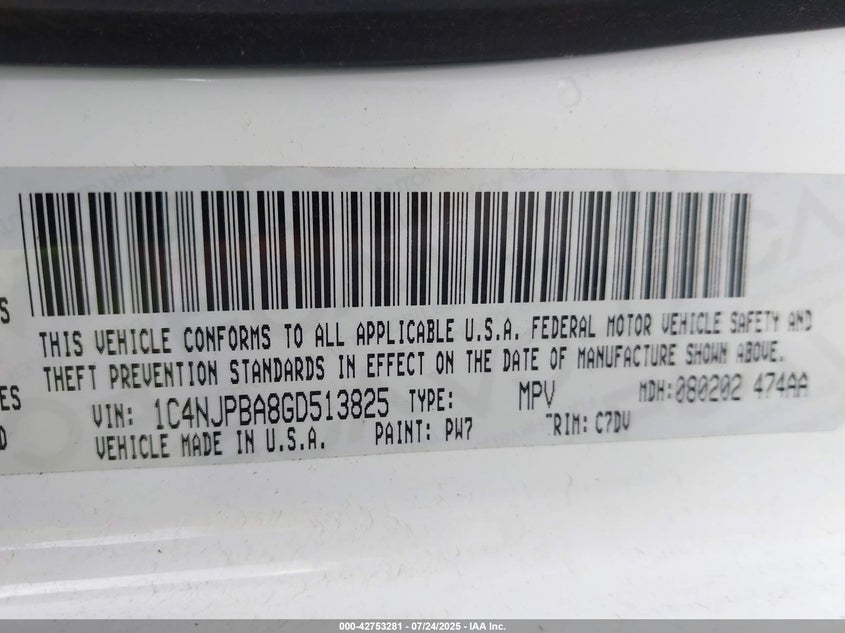 S
THIS VEHICLE CONFORMS TO ALL APPLICABLE U.S.A. FEDERAL MOTOR VEHICLE SAFETY AND
THEFT PREVENTION STANDARDS IN EFFECT ON THE DATE OF MANUFACTURE SHOWN ABOVE.
ES
VIN: 1C4NJPBA8GD513825 TYPE: MPV MDH:080202 474AA
D
VEHICLE MADE IN U.S.A. PAINT: PW7 TRIM: C7DV
000-42753281 - 07/24/2025 - IAA Inc.